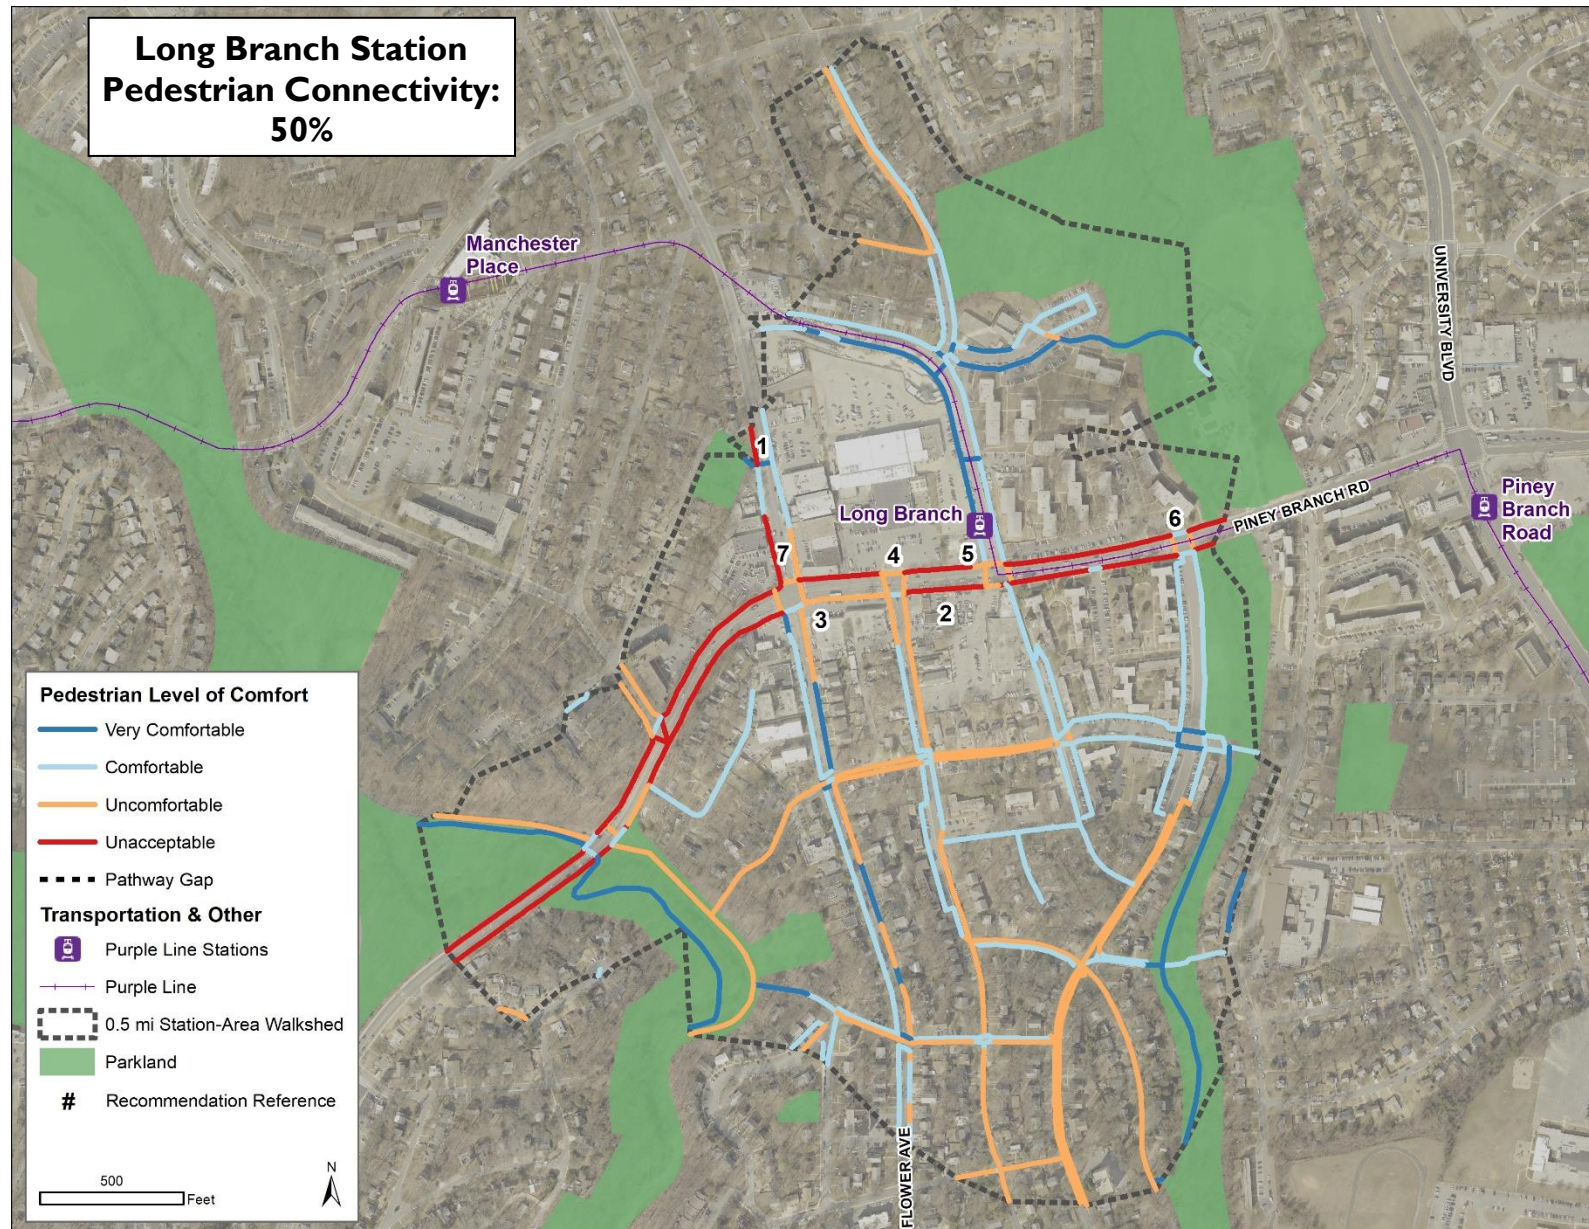 Long Branch Station
Pedestrian Connectivity:
50%
Manchester
Place
UNIVERSITY BLVD
1
Long Branch
PINEY BRANCH RD
Piney
Branch
Road
6
7
4
5
3
2
Pedestrian Level of Comfort
Very Comfortable
Comfortable
Uncomfortable
Unacceptable
Pathway Gap
Transportation & Other
Purple Line Stations
Purple Line
0.5 mi Station-Area Walkshed
Parkland
# Recommendation Reference
500
Feet
N
FLOWER AVE